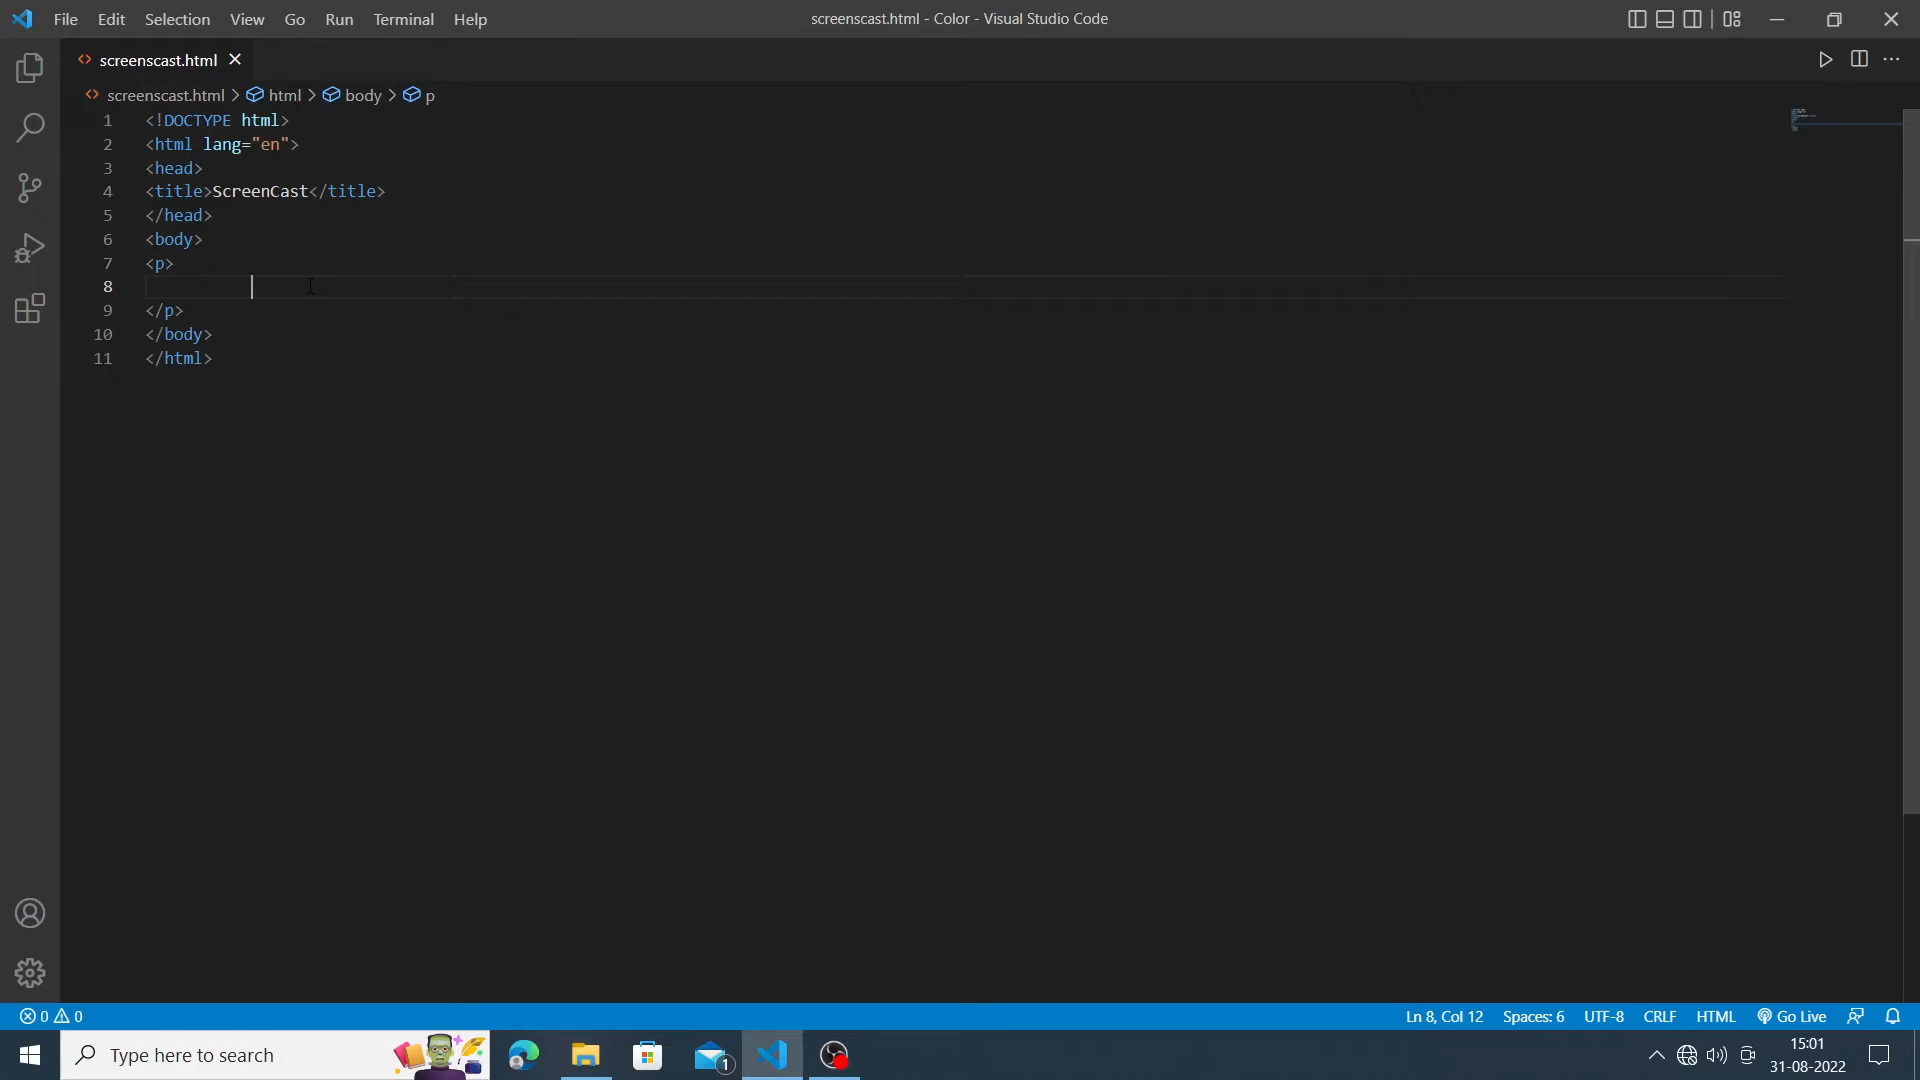 File Edit Selection View Go Run Terminal Help
screenscast.html - Color - Visual Studio Code
screenscast.html
screenscast.html > html > body > p
1 <!DOCTYPE html>
2 <html lang="en">
3 <head>
4 <title>ScreenCast</title>
5 </head>
6 <body>
7 <p>
8
9 </p>
10 </body>
11 </html>
0 0 Ln 8, Col 12 Spaces: 6 UTF-8 CRLF HTML Go Live
Type here to search
1
15:01
31-08-2022